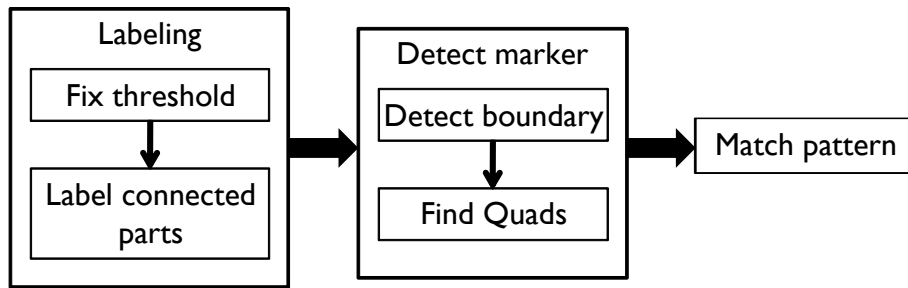 Labeling
Fix threshold
Label connected
parts
Detect marker
Detect boundary
Find Quads
Match pattern